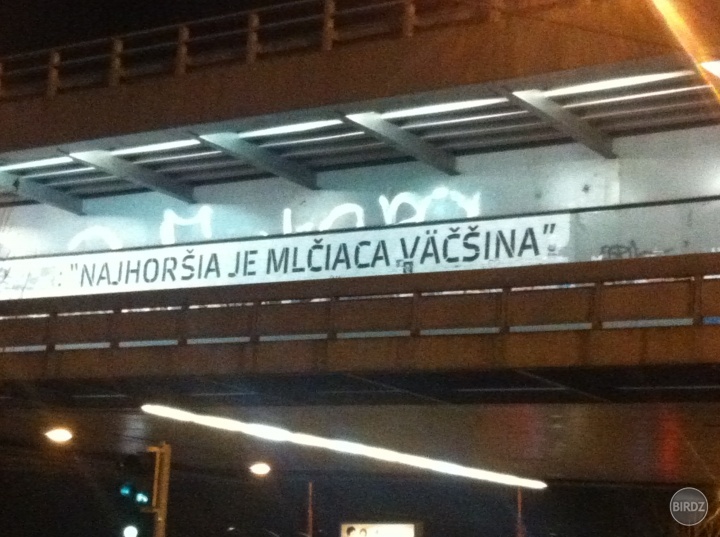 : "NAJHORŠIA JE MLČIACA VÄČŠINA"
BIRDZ